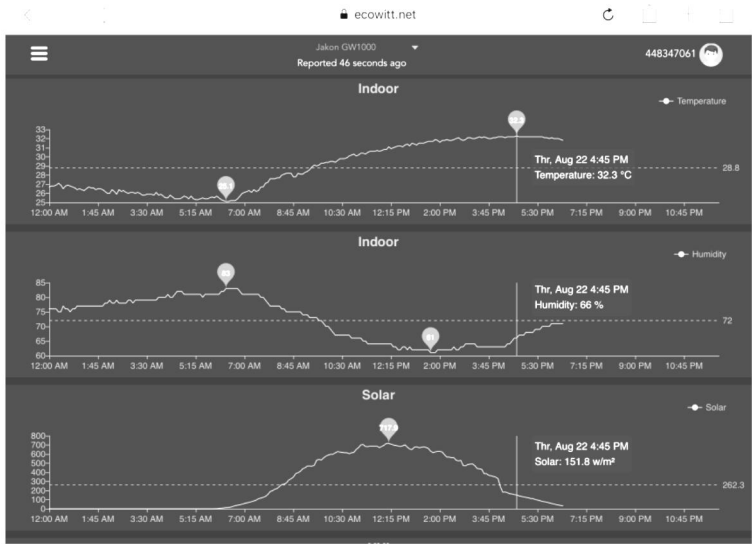 ecowitt.net
Jakon GW1000
Reported 46 seconds ago
448347061
Indoor
Temperature
33
32
31
30
29
28
27
26
25
32.3
25.1
28.8
Thr, Aug 22 4:45 PM
Temperature: 32.3 °C
12:00 AM 1:45 AM 3:30 AM 5:15 AM 7:00 AM 8:45 AM 10:30 AM 12:15 PM 2:00 PM 3:45 PM 5:30 PM 7:15 PM 9:00 PM 10:45 PM
Indoor
Humidity
85
80
75
70
65
60
83
61
72
Thr, Aug 22 4:45 PM
Humidity: 66 %
12:00 AM 1:45 AM 3:30 AM 5:15 AM 7:00 AM 8:45 AM 10:30 AM 12:15 PM 2:00 PM 3:45 PM 5:30 PM 7:15 PM 9:00 PM 10:45 PM
Solar
Solar
800
700
600
500
400
300
200
100
0
Thr, Aug 22 4:45 PM
Solar: 151.8 w/m²
262.3
12:00 AM 1:45 AM 3:30 AM 5:15 AM 7:00 AM 8:45 AM 10:30 AM 12:15 PM 2:00 PM 3:45 PM 5:30 PM 7:15 PM 9:00 PM 10:45 PM